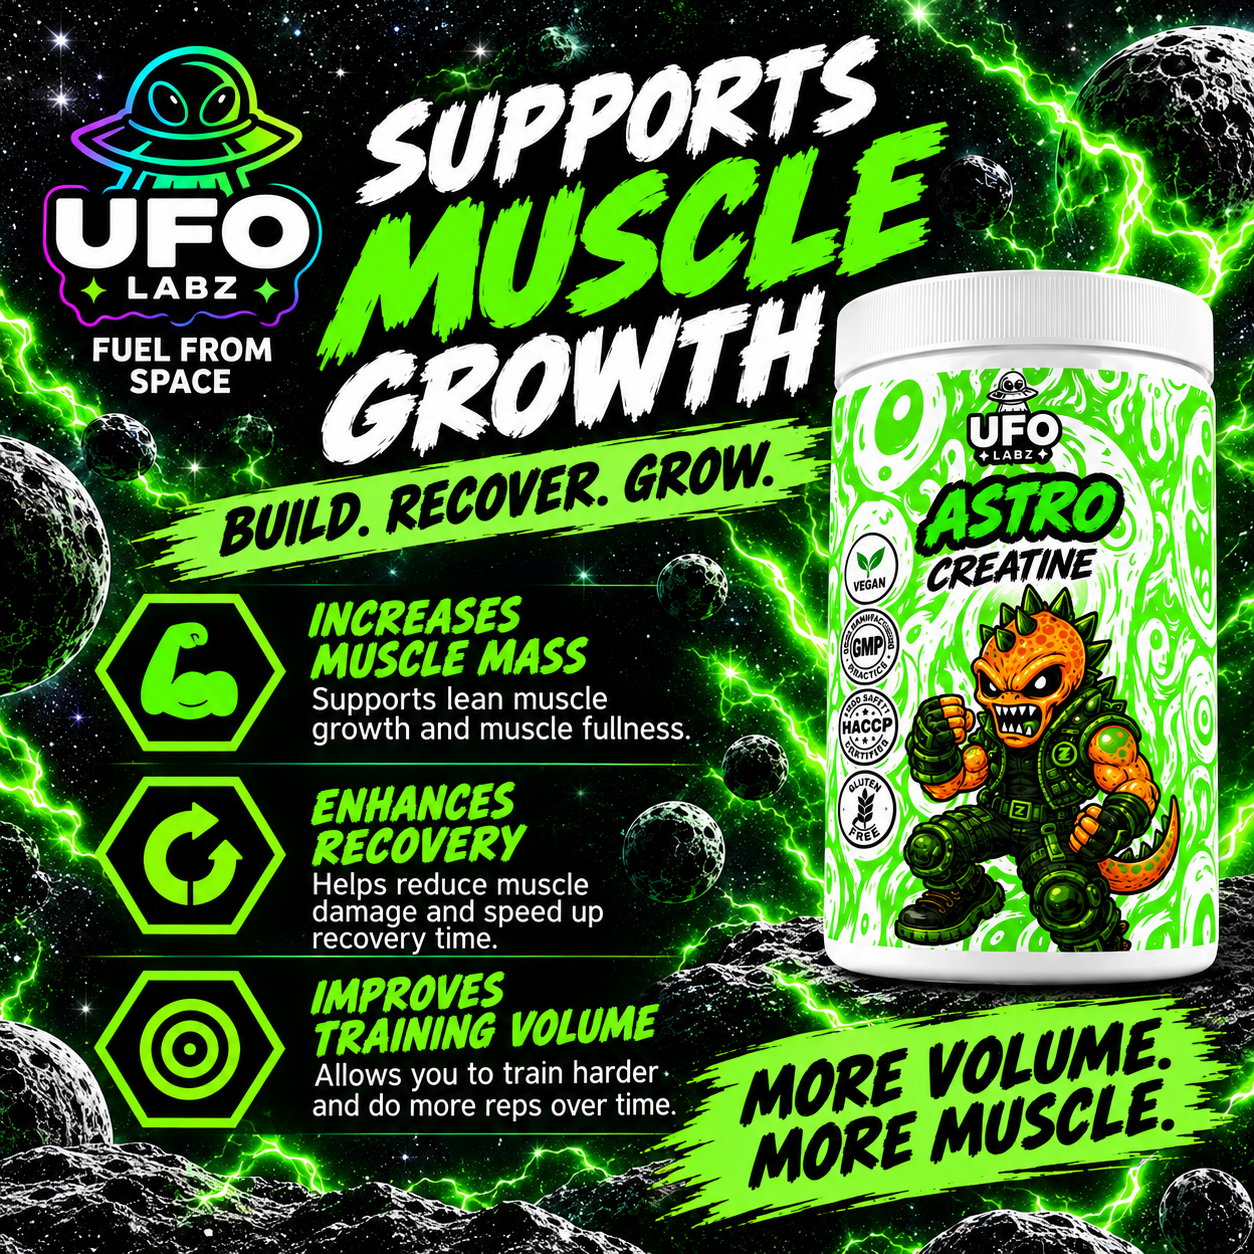 UFO
LABZ
FUEL FROM
SPACE
SUPPORTS
MUSCLE
GROWTH
BUILD. RECOVER. GROW.
INCREASES
MUSCLE MASS
Supports lean muscle
growth and muscle fullness.
ENHANCES
RECOVERY
Helps reduce muscle
damage and speed up
recovery time.
IMPROVES
TRAINING VOLUME
Allows you to train harder
and do more reps over time.
UFO
LABZ
ASTRO
CREATINE
VEGAN
GMP
HACCP
CERTIFIED
GLUTEN
FREE
Z
Z
MORE VOLUME.
MORE MUSCLE.